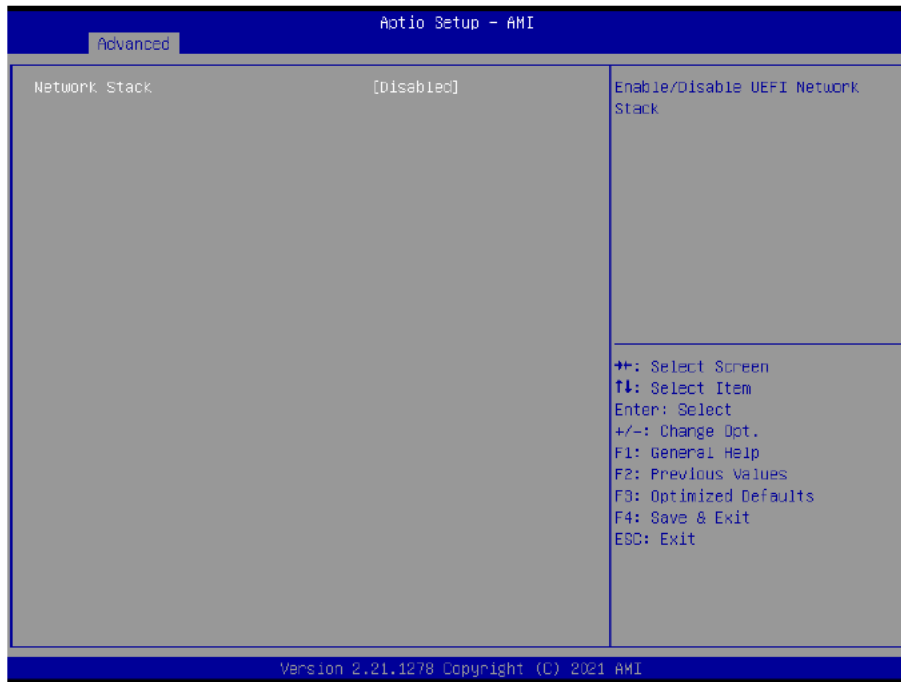 Aptio Setup - AMI
Advanced
Network Stack [Disabled]
Enable/Disable UEFI Network
Stack
→←: Select Screen
↑↓: Select Item
Enter: Select
+/-: Change Opt.
F1: General Help
F2: Previous Values
F3: Optimized Defaults
F4: Save & Exit
ESC: Exit
Version 2.21.1278 Copyright (C) 2021 AMI